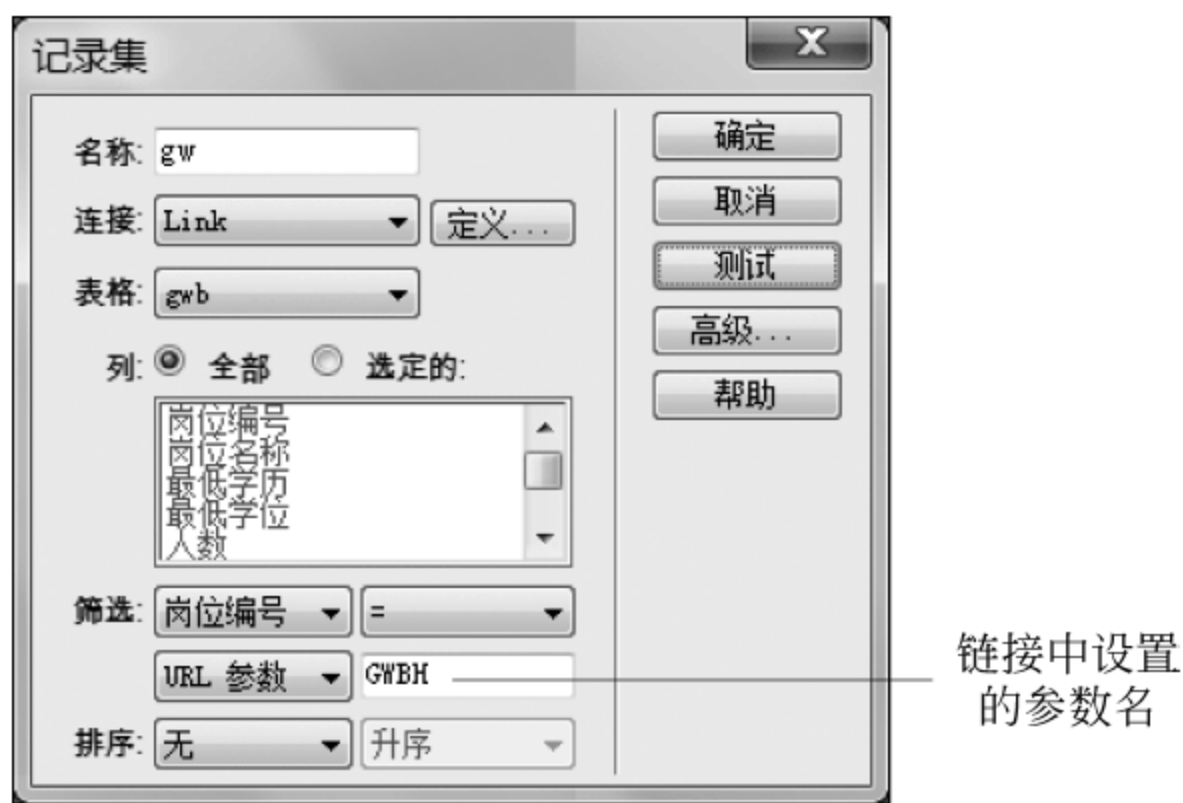 记录集
名称: gw
连接: Link 定义...
表格: gwb
列: 全部 选定的:
岗位编号
岗位名称
最低学历
最低学位
人数
筛选: 岗位编号 =
URL 参数 GWBH
排序: 无 升序
确定
取消
测试
高级...
帮助
链接中设置
的参数名